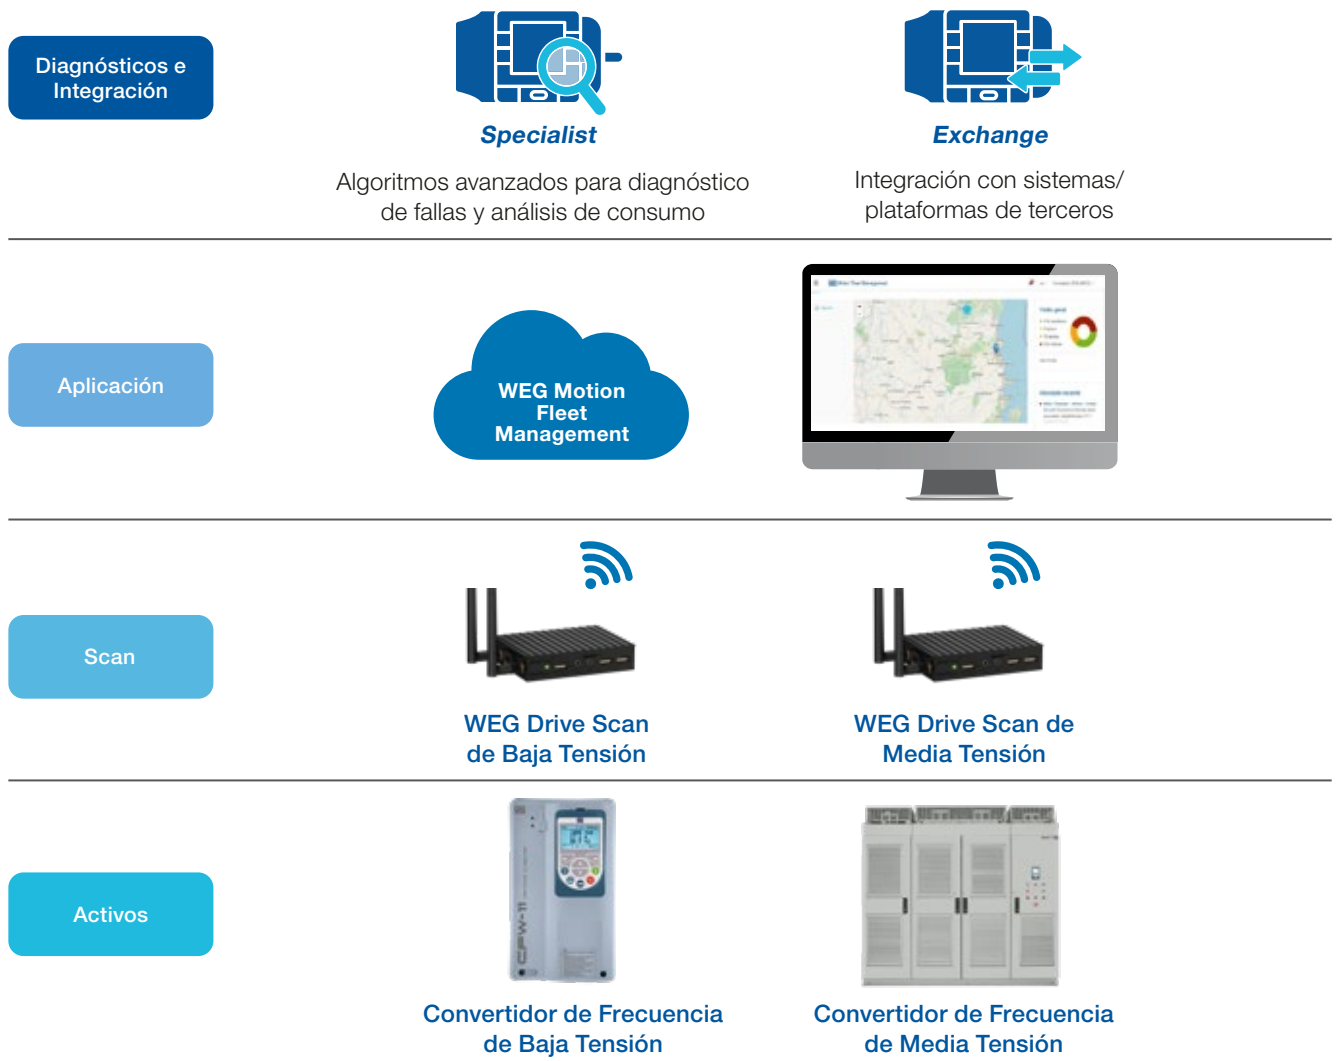 Diagnósticos e
Integración
Specialist
Algoritmos avanzados para diagnóstico
de fallas y análisis de consumo
Exchange
Integración con sistemas/
plataformas de terceros
Aplicación
WEG Motion
Fleet
Management
Scan
WEG Drive Scan
de Baja Tensión
WEG Drive Scan de
Media Tensión
Activos
CFW-11
Convertidor de Frecuencia
de Baja Tensión
Convertidor de Frecuencia
de Media Tensión